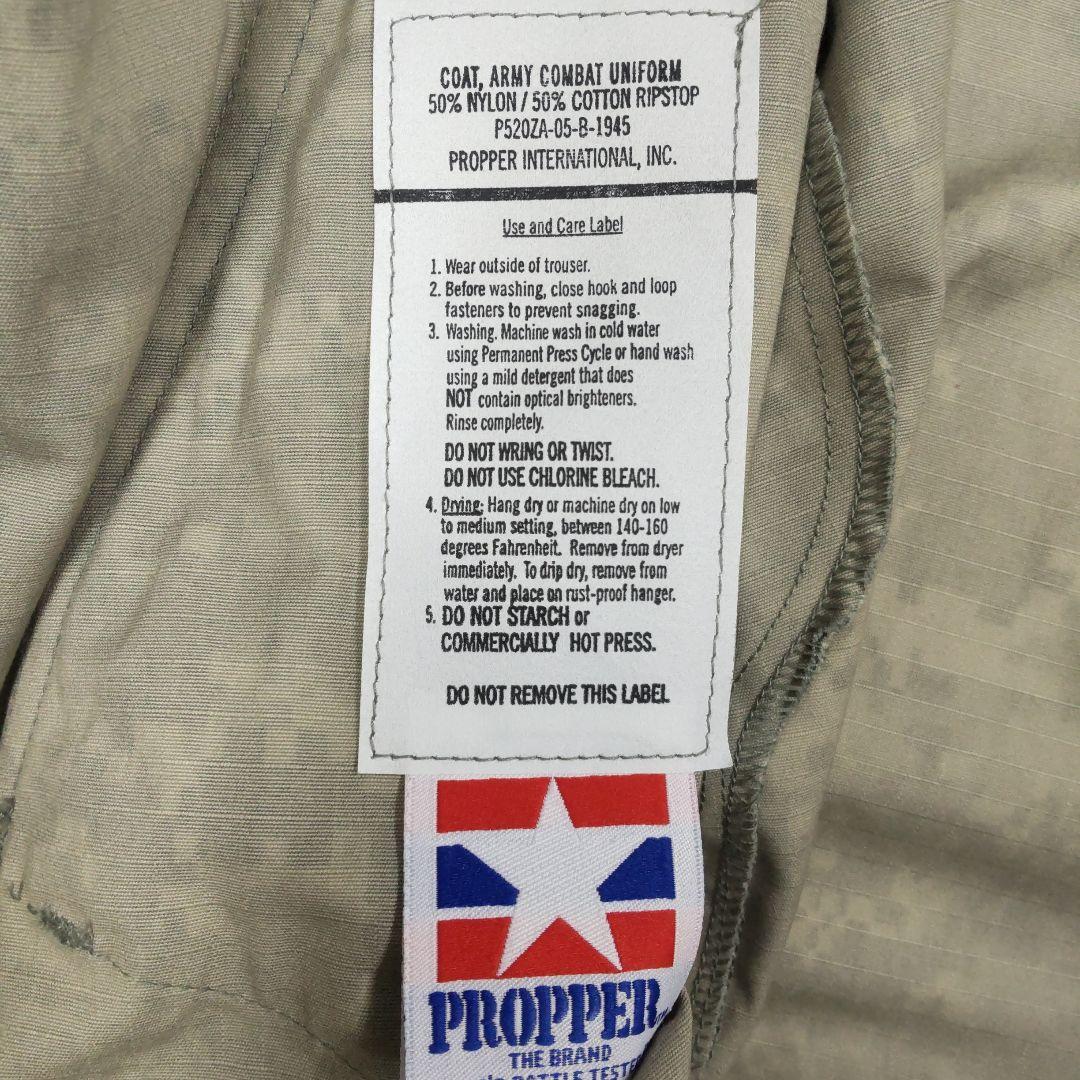 COAT, ARMY COMBAT UNIFORM
50% NYLON / 50% COTTON RIPSTOP
P520ZA-05-B-1945
PROPPER INTERNATIONAL, INC.
Use and Care Label
1. Wear outside of trouser.
2. Before washing, close hook and loop
fasteners to prevent snagging.
3. Washing. Machine wash in cold water
using Permanent Press Cycle or hand wash
using a mild detergent that does
NOT contain optical brighteners.
Rinse completely.
DO NOT WRING OR TWIST.
DO NOT USE CHLORINE BLEACH.
4. Drying: Hang dry or machine dry on low
to medium setting, between 140-160
degrees Fahrenheit. Remove from dryer
immediately. To drip dry, remove from
water and place on rust-proof hanger.
5. DO NOT STARCH or
COMMERCIALLY HOT PRESS.
DO NOT REMOVE THIS LABEL
PROPPER
THE BRAND
BATTLE